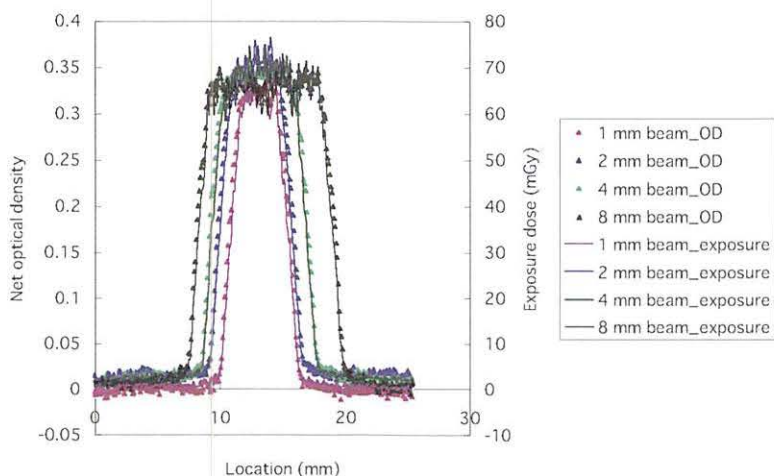 0.4
0.35
0.3
0.25
0.2
0.15
0.1
0.05
0
-0.05
Net optical density
0
10
20
30
Location (mm)
80
70
60
50
40
30
20
10
0
-10
Exposure dose (mGy)
1 mm beam_OD
2 mm beam_OD
4 mm beam_OD
8 mm beam_OD
1 mm beam_exposure
2 mm beam_exposure
4 mm beam_exposure
8 mm beam_exposure